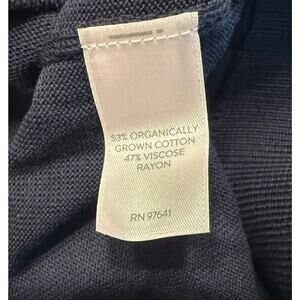 53% ORGANICALLY
GROWN COTTON
47% VISCOSE
RAYON
RN 97641